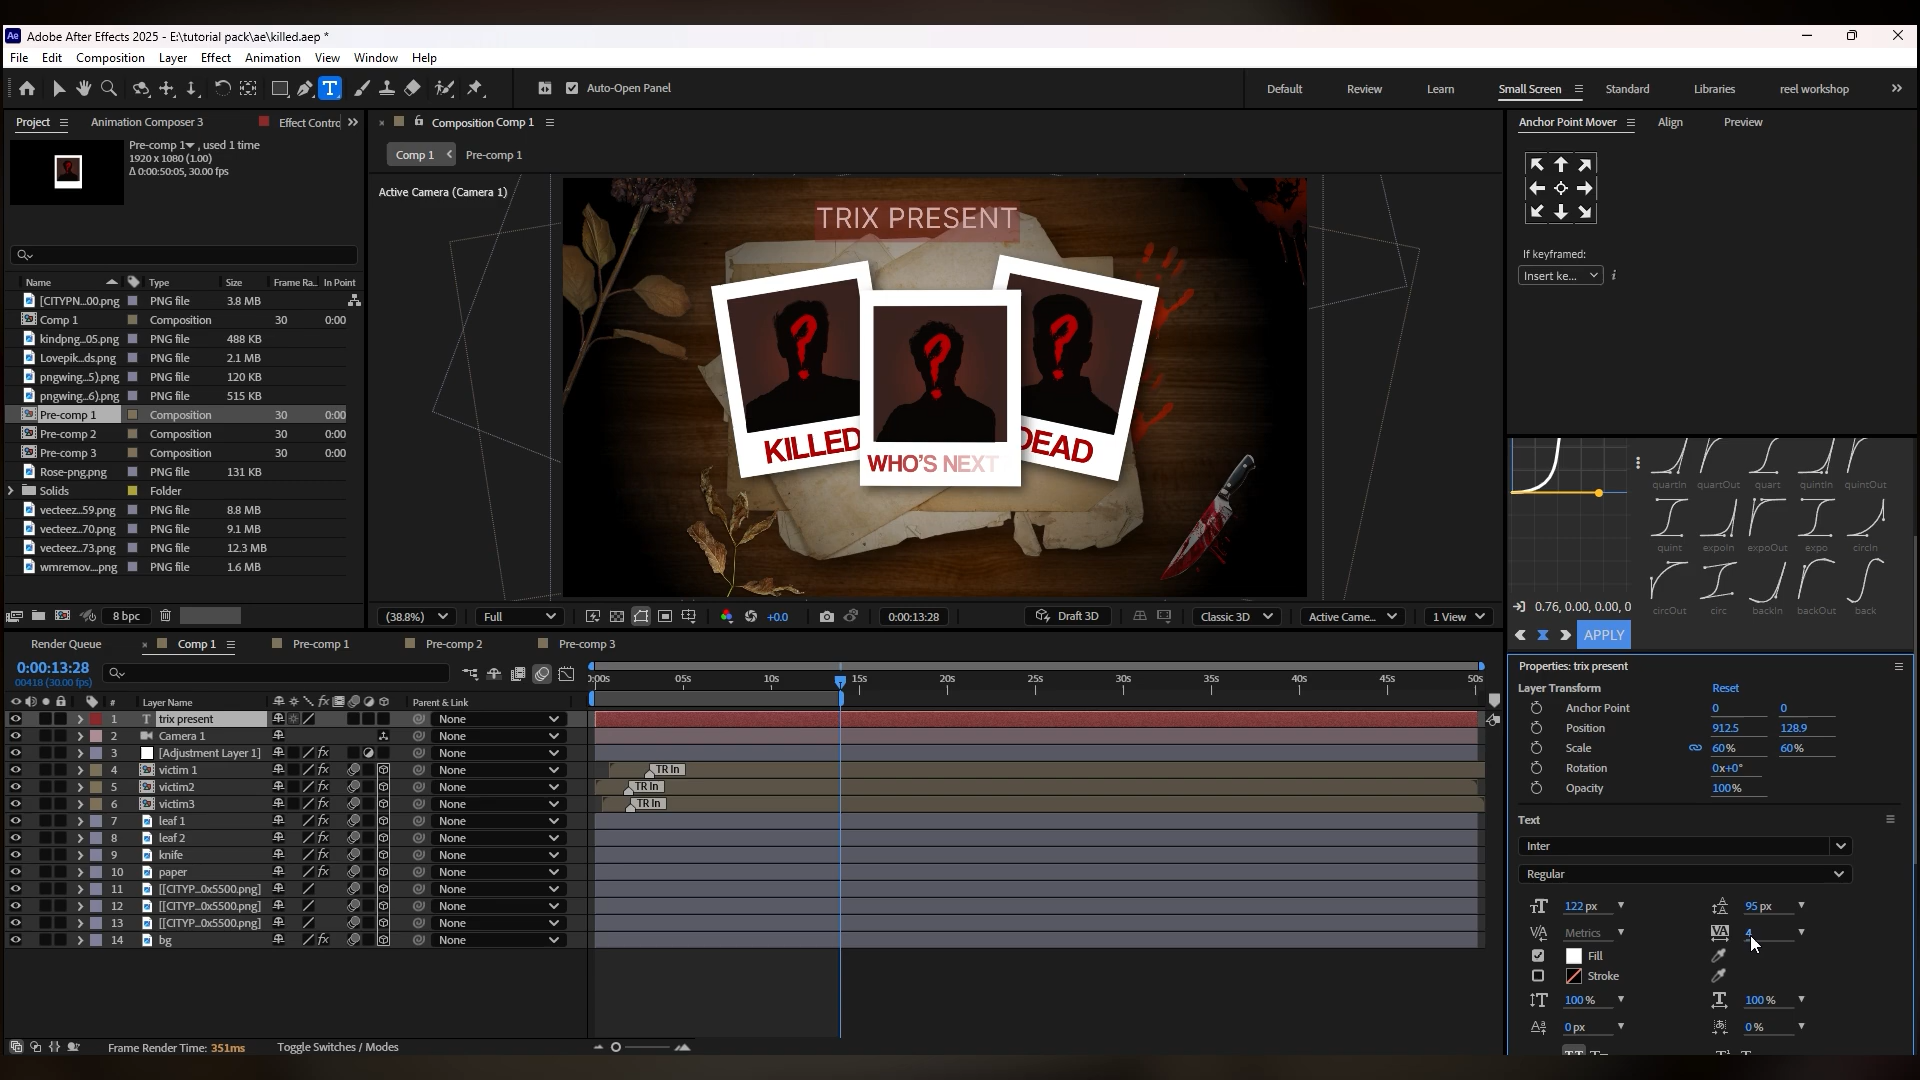 Ae Adobe After Effects 2025 - E:\tutorial pack\ae\killed.aep *
File Edit Composition Layer Effect Animation View Window Help
Auto-Open Panel
Default Review Learn Small Screen Standard Libraries reel workshop
Project Animation Composer 3 Effect Contro
Pre-comp 1 , used 1 time
1920 x 1080 (1.00)
Δ 0:00:50:05, 30.00 fps
Name Type Size Frame Ra... In Point
[CITYPN...00.png PNG file 3.8 MB
Comp 1 Composition 30 0:00
kindpng...05.png PNG file 488 KB
Lovepik...ds.png PNG file 2.1 MB
pngwing...5).png PNG file 120 KB
pngwing...6).png PNG file 515 KB
Pre-comp 1 Composition 30 0:00
Pre-comp 2 Composition 30 0:00
Pre-comp 3 Composition 30 0:00
Rose-png.png PNG file 131 KB
Solids Folder
vecteez...59.png PNG file 8.8 MB
vecteez...70.png PNG file 9.1 MB
vecteez...73.png PNG file 12.3 MB
wmremov....png PNG file 1.6 MB
8 bpc
Composition Comp 1
Comp 1 Pre-comp 1
Active Camera (Camera 1)
TRIX PRESENT
KILLED
WHO'S NEXT
DEAD
(38.8%) Full +0.0 0:00:13:28 Draft 3D Classic 3D Active Came... 1 View
Anchor Point Mover Align Preview
If keyframed:
Insert ke... i
quartIn quartOut quart quintIn quintOut
quint expoIn expoOut expo circIn
circOut circ backIn backOut back
0.76, 0.00, 0.00, 0
APPLY
Properties: trix present
Layer Transform Reset
Anchor Point 0 0
Position 912.5 128.9
Scale 60% 60%
Rotation 0x+0°
Opacity 100%
Text
Inter
Regular
122 px 95 px
Metrics 4
Fill
Stroke
100 % 100 %
0 px 0 %
Render Queue Comp 1 Pre-comp 1 Pre-comp 2 Pre-comp 3
0:00:13:28
00418 (30.00 fps)
:00s 05s 10s 15s 20s 25s 30s 35s 40s 45s 50s
# Layer Name fx Parent & Link
1 T trix present None
2 Camera 1 None
3 [Adjustment Layer 1] fx None
4 victim 1 fx None TR In
5 victim2 fx None TR In
6 victim3 fx None TR In
7 leaf 1 fx None
8 leaf 2 fx None
9 knife fx None
10 paper fx None
11 [[CITYP...0x5500.png] None
12 [[CITYP...0x5500.png] None
13 [[CITYP...0x5500.png] None
14 bg fx None
Frame Render Time: 351ms Toggle Switches / Modes